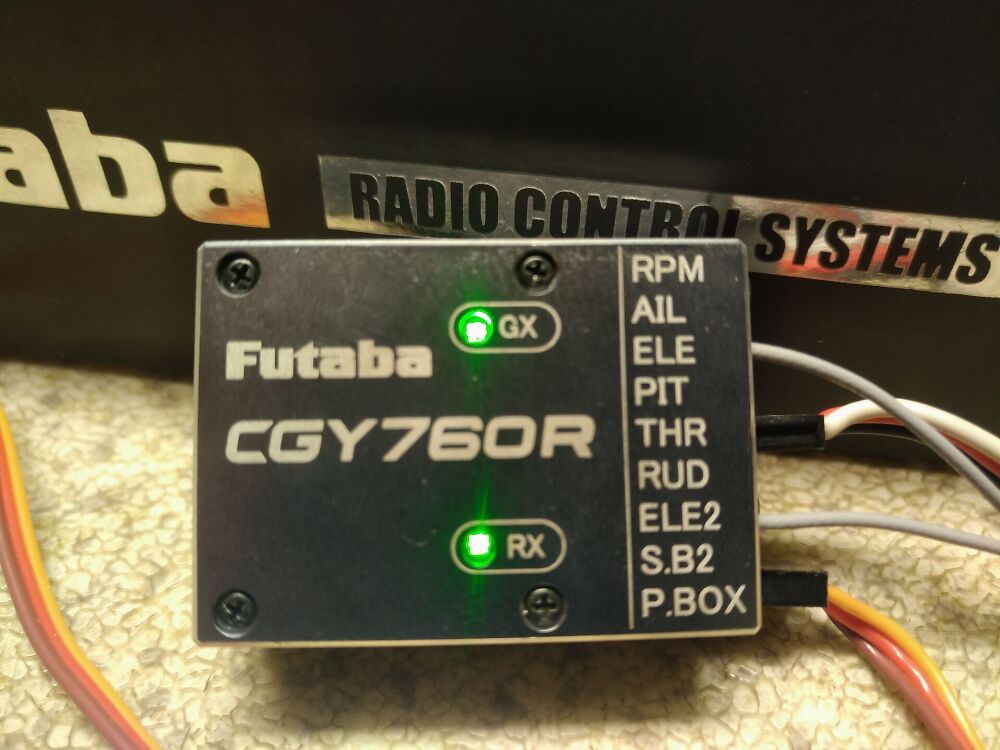 aba
RADIO CONTROL SYSTEMS
Futaba
CGY760R
GX
RX
RPM
AIL
ELE
PIT
THR
RUD
ELE2
S.B2
P.BOX